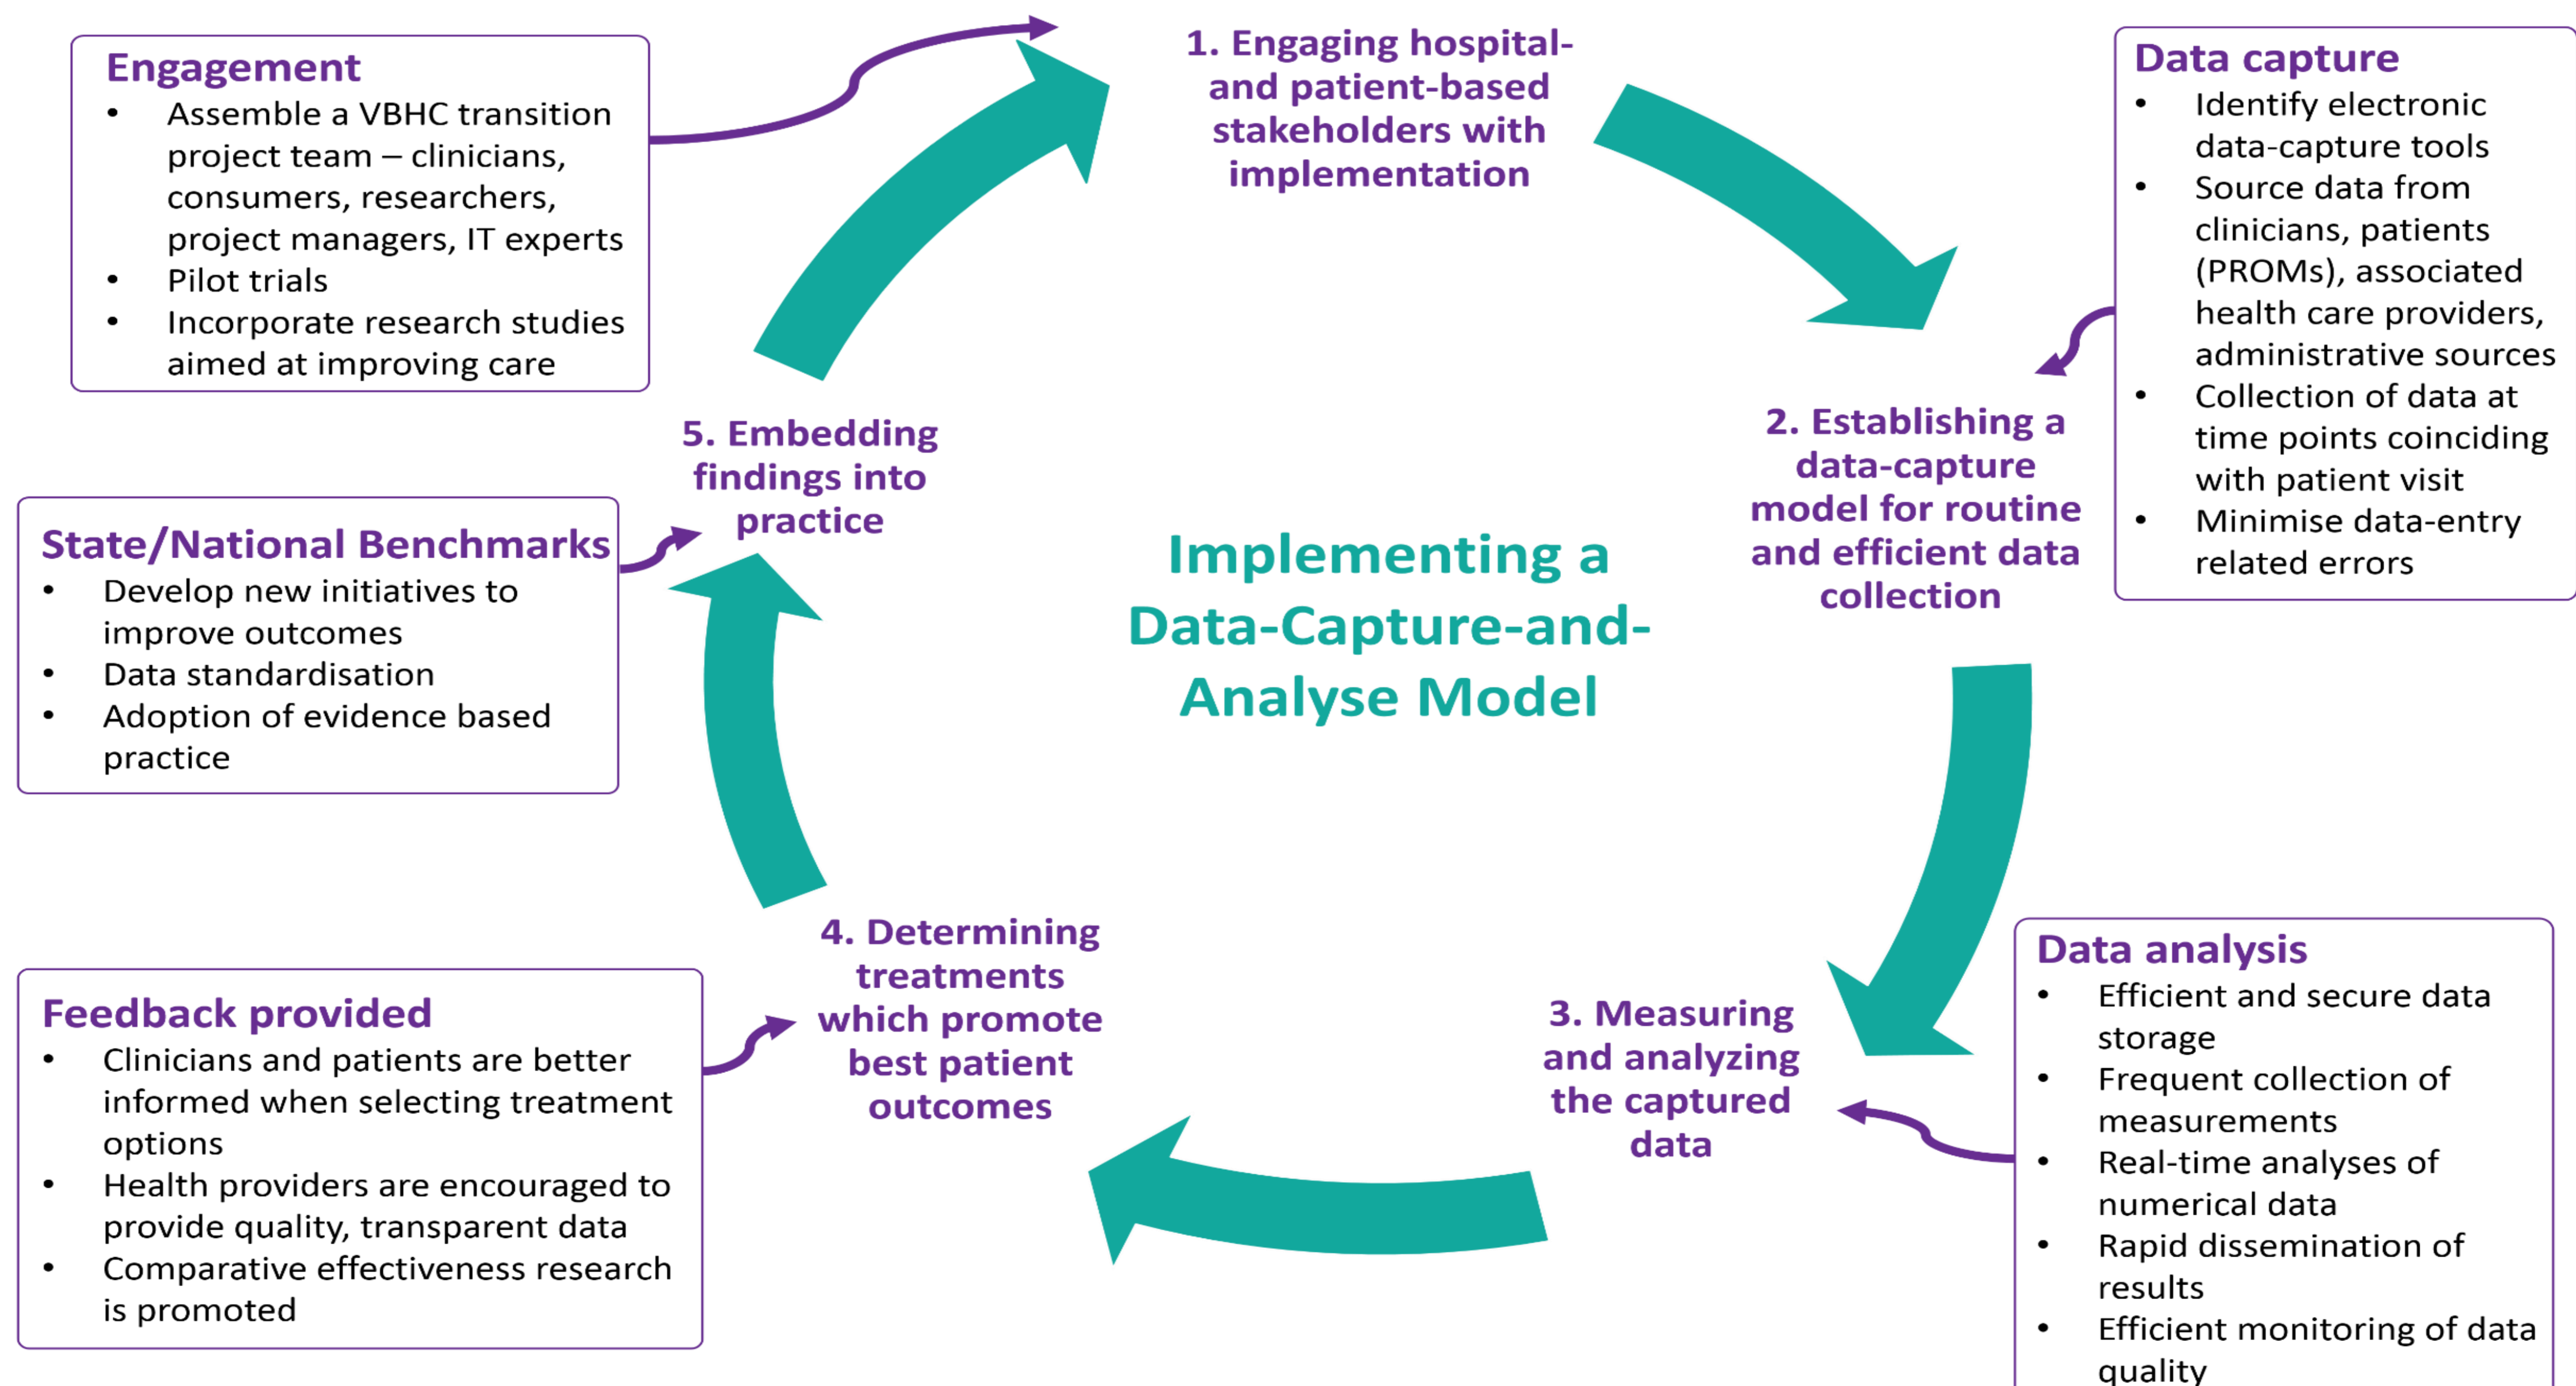 Engagement
• Assemble a VBHC transition
project team – clinicians,
consumers, researchers,
project managers, IT experts
• Pilot trials
• Incorporate research studies
aimed at improving care
1. Engaging hospital-
and patient-based
stakeholders with
implementation
Data capture
• Identify electronic
data-capture tools
• Source data from
clinicians, patients
(PROMs), associated
health care providers,
administrative sources
• Collection of data at
time points coinciding
with patient visit
• Minimise data-entry
related errors
5. Embedding
findings into
practice
2. Establishing a
data-capture
model for routine
and efficient data
collection
State/National Benchmarks
• Develop new initiatives to
improve outcomes
• Data standardisation
• Adoption of evidence based
practice
Implementing a
Data-Capture-and-
Analyse Model
4. Determining
treatments
which promote
best patient
outcomes
3. Measuring
and analyzing
the captured
data
Feedback provided
• Clinicians and patients are better
informed when selecting treatment
options
• Health providers are encouraged to
provide quality, transparent data
• Comparative effectiveness research
is promoted
Data analysis
• Efficient and secure data
storage
• Frequent collection of
measurements
• Real-time analyses of
numerical data
• Rapid dissemination of
results
• Efficient monitoring of data
quality